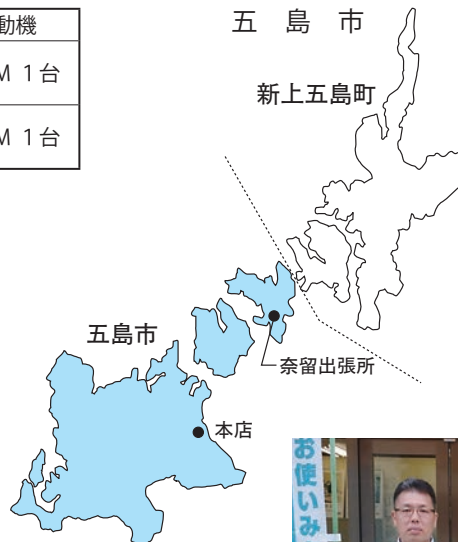 動機
五島市
M 1台
新上五島町
M 1台
五島市
奈留出張所
本店
お使いみ